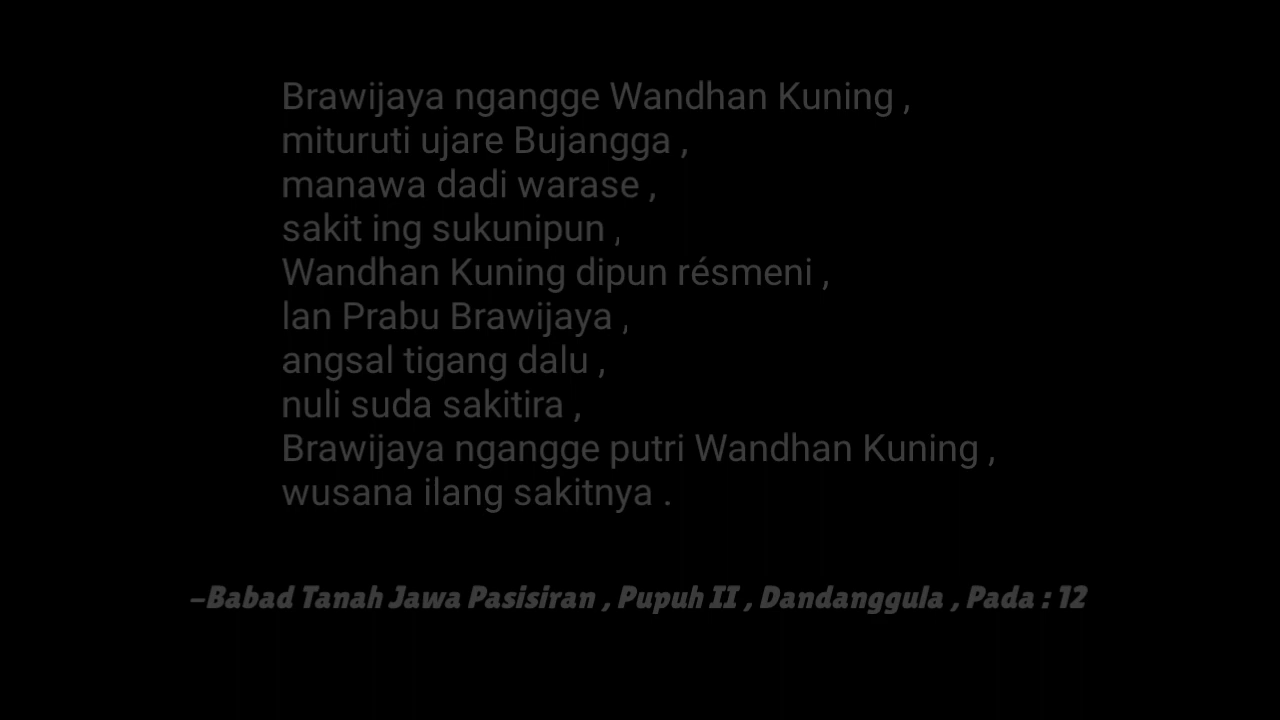 Brawijaya ngangge Wandhan Kuning ,
mituruti ujare Bujangga ,
manawa dadi warase ,
sakit ing sukunipun ,
Wandhan Kuning dipun résmeni ,
lan Prabu Brawijaya ,
angsal tigang dalu ,
nuli suda sakitira ,
Brawijaya ngangge putri Wandhan Kuning ,
wusana ilang sakitnya .
–Babad Tanah Jawa Pasisiran , Pupuh II , Dandanggula , Pada : 12